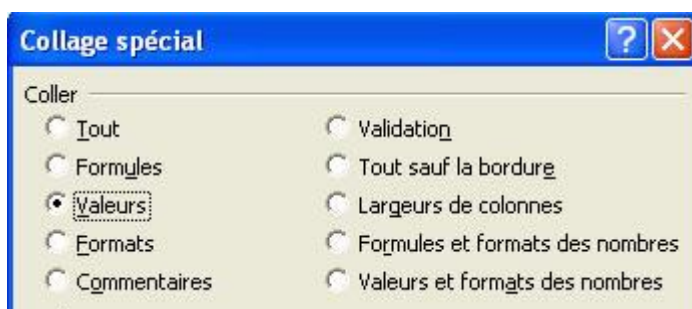 Collage spécial
Coller
Tout
Validation
Formules
Tout sauf la bordure
Valeurs
Largeurs de colonnes
Formats
Formules et formats des nombres
Commentaires
Valeurs et formats des nombres